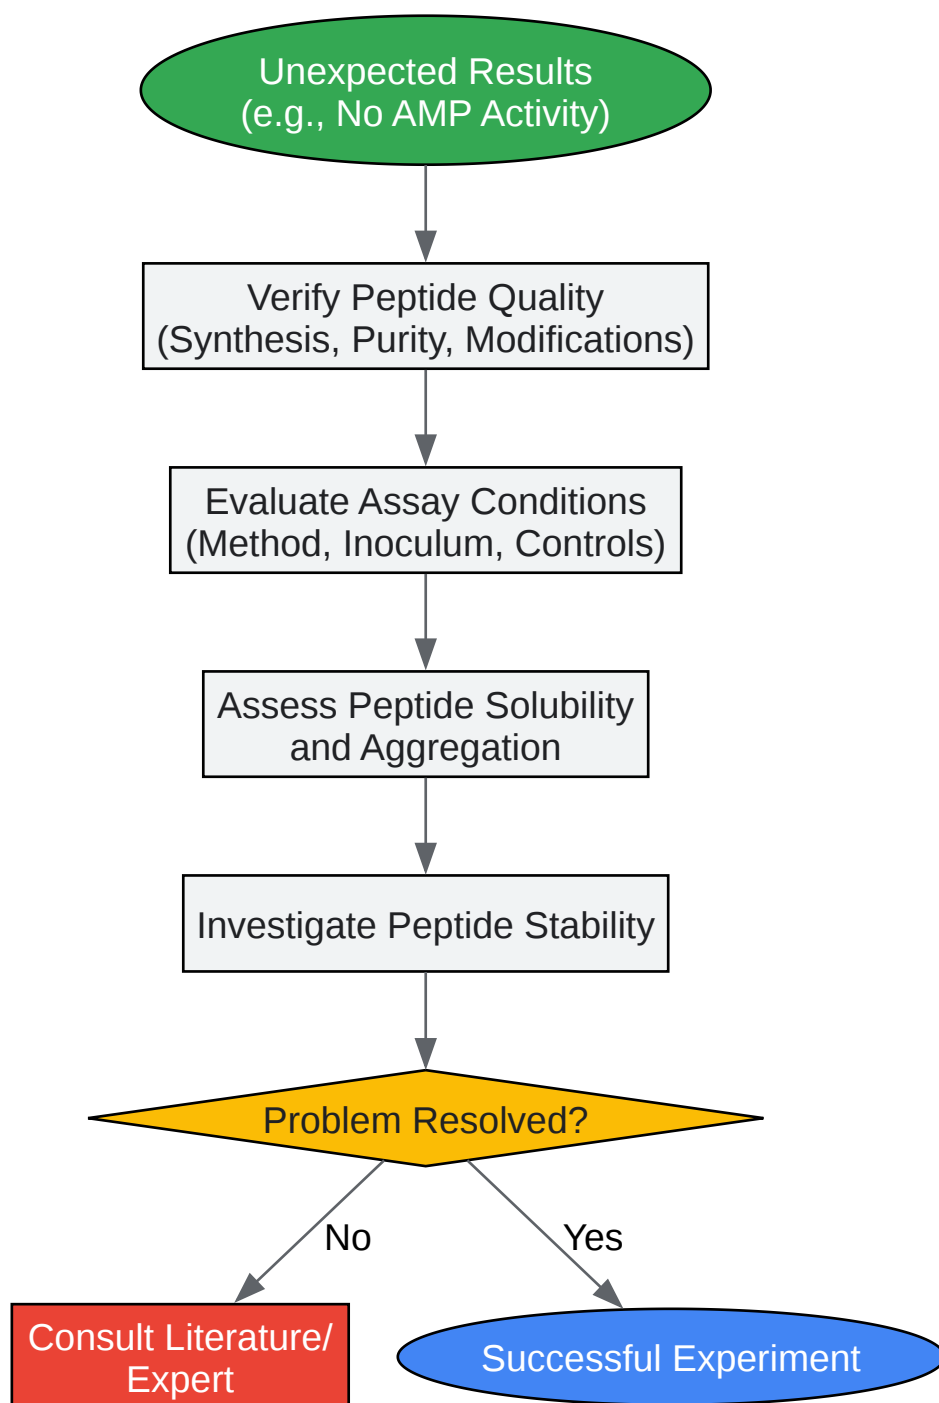 Unexpected Results
(e.g., No AMP Activity)
Verify Peptide Quality
(Synthesis, Purity, Modifications)
Evaluate Assay Conditions
(Method, Inoculum, Controls)
Assess Peptide Solubility
and Aggregation
Investigate Peptide Stability
Problem Resolved?
No
Yes
Consult Literature/
Expert
Successful Experiment